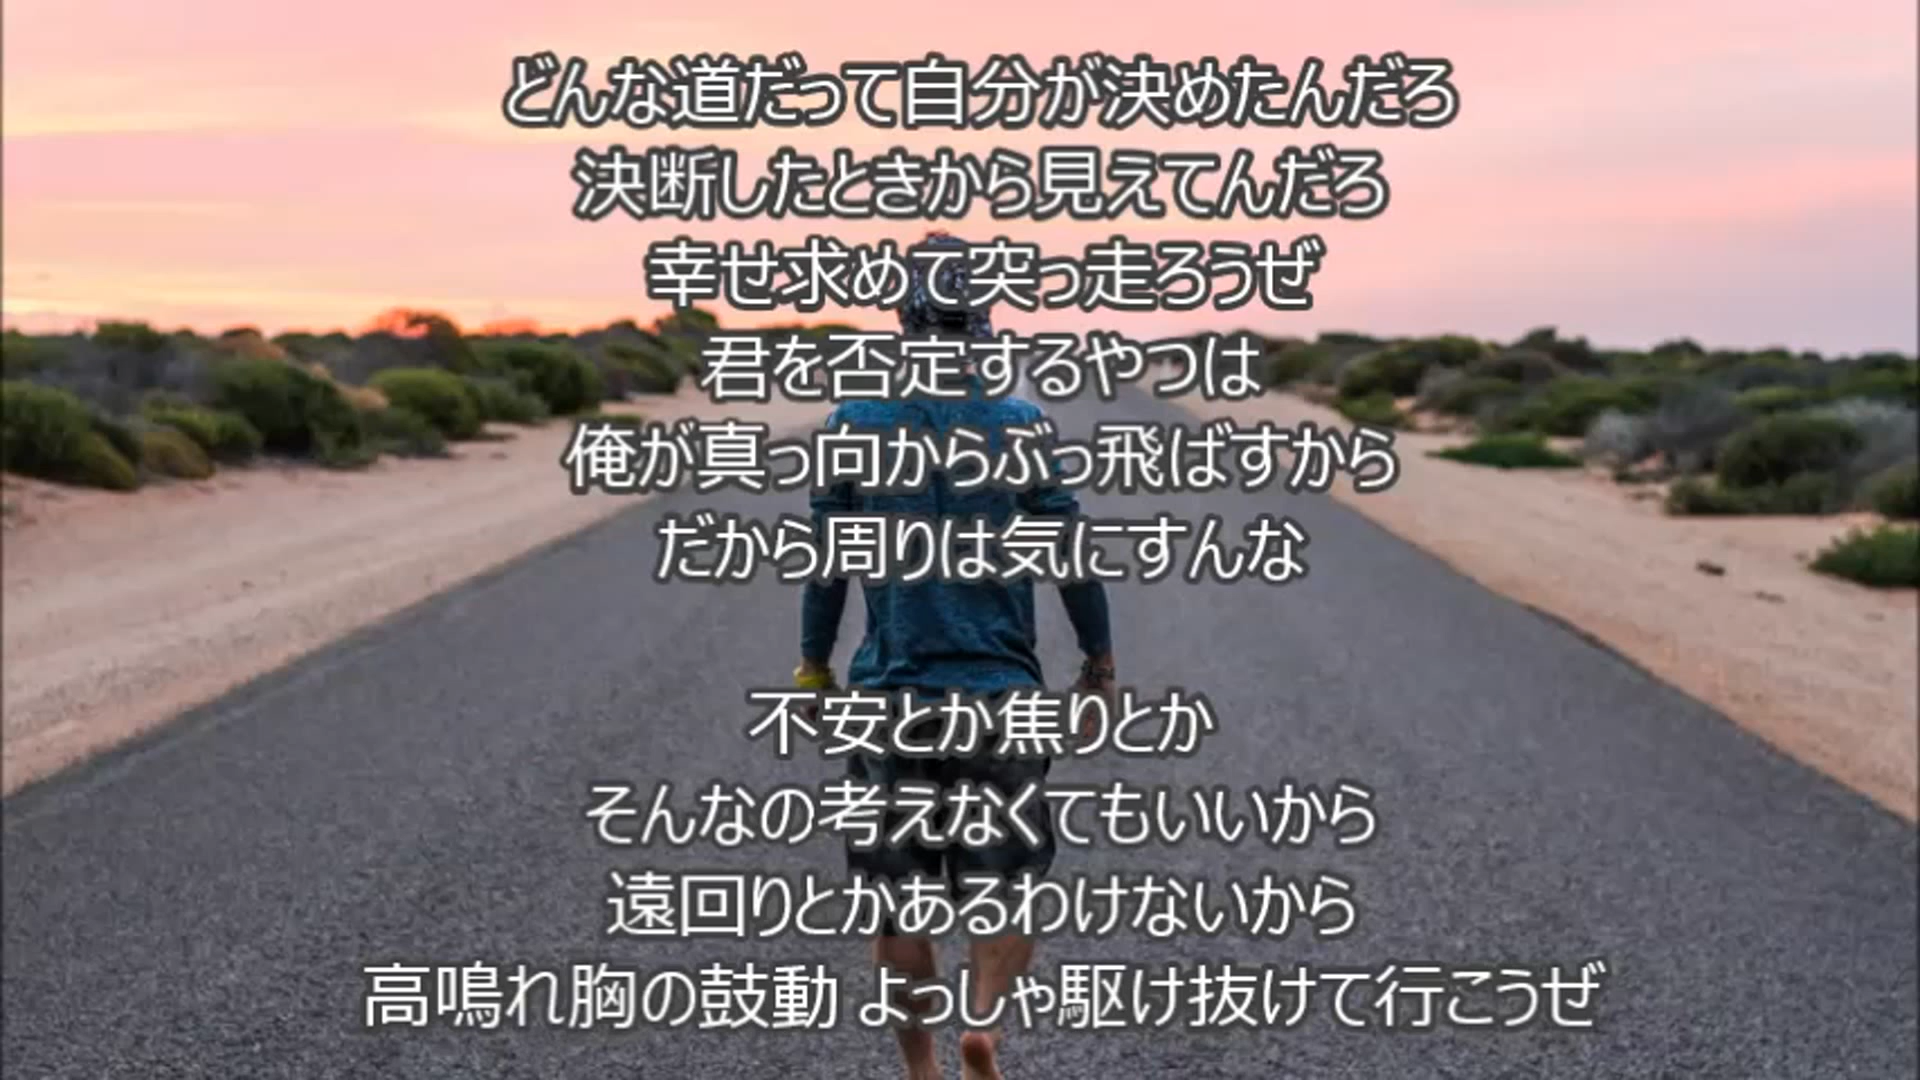 どんな道だって自分が決めたんだろ
決断したときから見えてんだろ
幸せ求めて突っ走ろうぜ
君を否定するやつは
俺が真っ向からぶっ飛ばすから
だから周りは気にすんな
不安とか焦りとか
そんなの考えなくてもいいから
遠回りとかあるわけないから
高鳴れ胸の鼓動 よっしゃ駆け抜けて行こうぜ